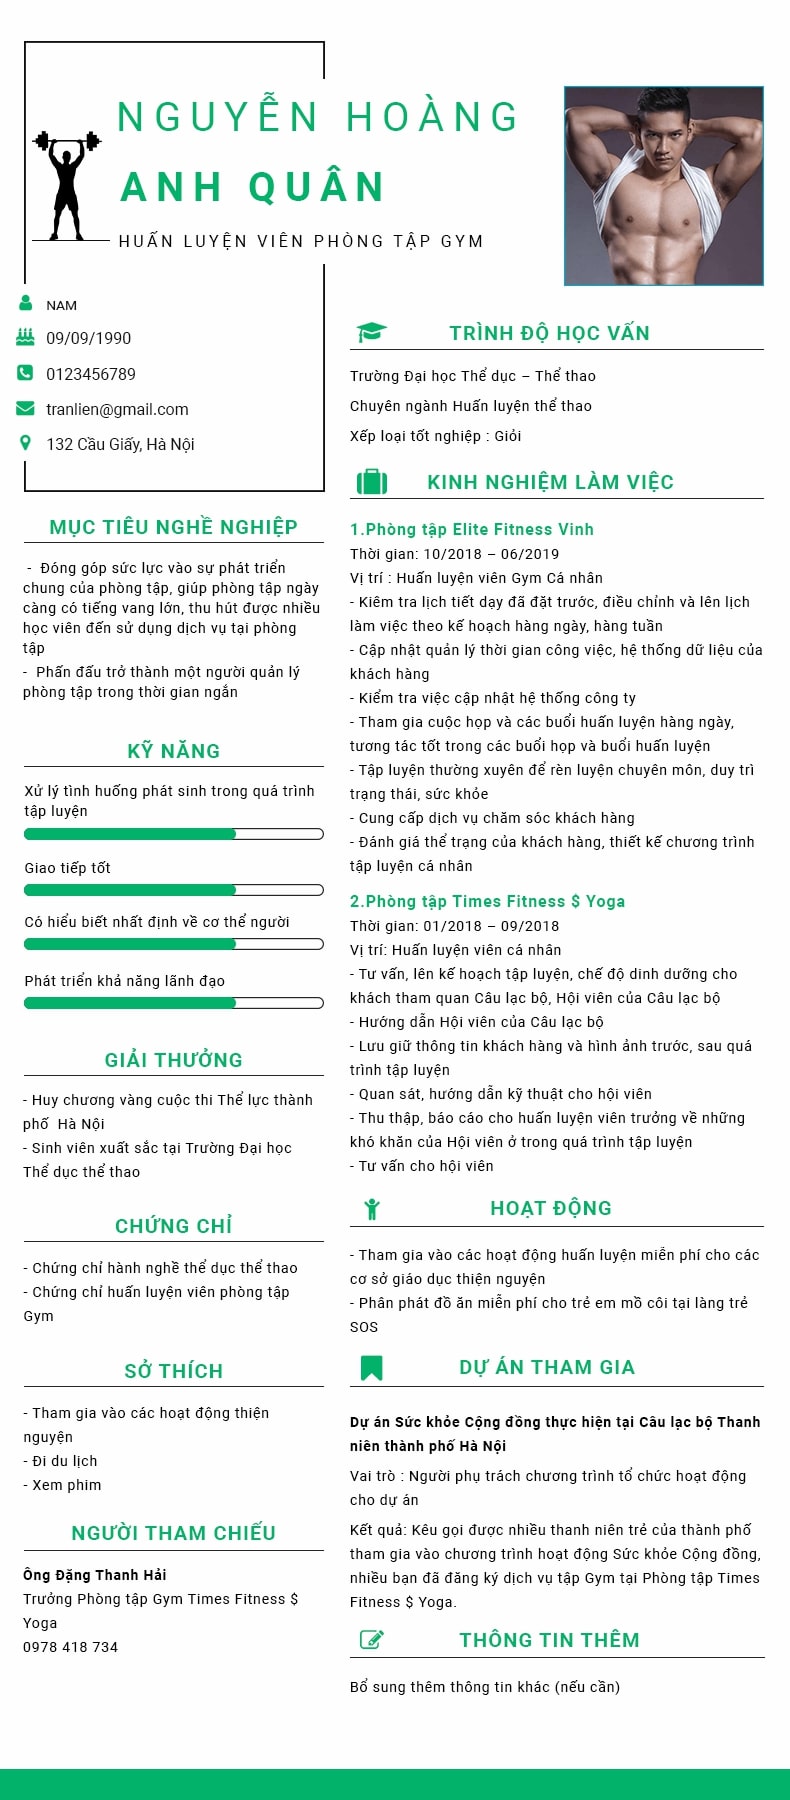 NGUYỄN HOÀNG
ANH QUÂN
HUẤN LUYỆN VIÊN PHÒNG TẬP GYM
NAM
09/09/1990
0123456789
tranlien@gmail.com
132 Cầu Giấy, Hà Nội
MỤC TIÊU NGHỀ NGHIỆP
- Đóng góp sức lực vào sự phát triển
chung của phòng tập, giúp phòng tập ngày
càng có tiếng vang lớn, thu hút được nhiều
học viên đến sử dụng dịch vụ tại phòng
tập
- Phấn đấu trở thành một người quản lý
phòng tập trong thời gian ngắn
KỸ NĂNG
Xử lý tình huống phát sinh trong quá trình
tập luyện
Giao tiếp tốt
Có hiểu biết nhất định về cơ thể người
Phát triển khả năng lãnh đạo
GIẢI THƯỞNG
- Huy chương vàng cuộc thi Thể lực thành
phố Hà Nội
- Sinh viên xuất sắc tại Trường Đại học
Thể dục thể thao
CHỨNG CHỈ
- Chứng chỉ hành nghề thể dục thể thao
- Chứng chỉ huấn luyện viên phòng tập
Gym
SỞ THÍCH
- Tham gia vào các hoạt động thiện
nguyện
- Đi du lịch
- Xem phim
NGƯỜI THAM CHIẾU
Ông Đặng Thanh Hải
Trưởng Phòng tập Gym Times Fitness $
Yoga
0978 418 734
TRÌNH ĐỘ HỌC VẤN
Trường Đại học Thể dục – Thể thao
Chuyên ngành Huấn luyện thể thao
Xếp loại tốt nghiệp : Giỏi
KINH NGHIỆM LÀM VIỆC
1.Phòng tập Elite Fitness Vinh
Thời gian: 10/2018 – 06/2019
Vị trí : Huấn luyện viên Gym Cá nhân
- Kiêm tra lịch tiết dạy đã đặt trước, điều chỉnh và lên lịch
làm việc theo kế hoạch hàng ngày, hàng tuần
- Cập nhật quản lý thời gian công việc, hệ thống dữ liệu của
khách hàng
- Kiểm tra việc cập nhật hệ thống công ty
- Tham gia cuộc họp và các buổi huấn luyện hàng ngày,
tương tác tốt trong các buổi họp và buổi huấn luyện
- Tập luyện thường xuyên để rèn luyện chuyên môn, duy trì
trạng thái, sức khỏe
- Cung cấp dịch vụ chăm sóc khách hàng
- Đánh giá thể trạng của khách hàng, thiết kế chương trình
tập luyện cá nhân
2.Phòng tập Times Fitness $ Yoga
Thời gian: 01/2018 – 09/2018
Vị trí: Huấn luyện viên cá nhân
- Tư vấn, lên kế hoạch tập luyện, chế độ dinh dưỡng cho
khách tham quan Câu lạc bộ, Hội viên của Câu lạc bộ
- Hướng dẫn Hội viên của Câu lạc bộ
- Lưu giữ thông tin khách hàng và hình ảnh trước, sau quá
trình tập luyện
- Quan sát, hướng dẫn kỹ thuật cho hội viên
- Thu thập, báo cáo cho huấn luyện viên trưởng về những
khó khăn của Hội viên ở trong quá trình tập luyện
- Tư vấn cho hội viên
HOẠT ĐỘNG
- Tham gia vào các hoạt động huấn luyện miễn phí cho các
cơ sở giáo dục thiện nguyện
- Phân phát đồ ăn miễn phí cho trẻ em mồ côi tại làng trẻ
SOS
DỰ ÁN THAM GIA
Dự án Sức khỏe Cộng đồng thực hiện tại Câu lạc bộ Thanh
niên thành phố Hà Nội
Vai trò : Người phụ trách chương trình tổ chức hoạt động
cho dự án
Kết quả: Kêu gọi được nhiều thanh niên trẻ của thành phố
tham gia vào chương trình hoạt động Sức khỏe Cộng đồng,
nhiều bạn đã đăng ký dịch vụ tập Gym tại Phòng tập Times
Fitness $ Yoga.
THÔNG TIN THÊM
Bổ sung thêm thông tin khác (nếu cần)